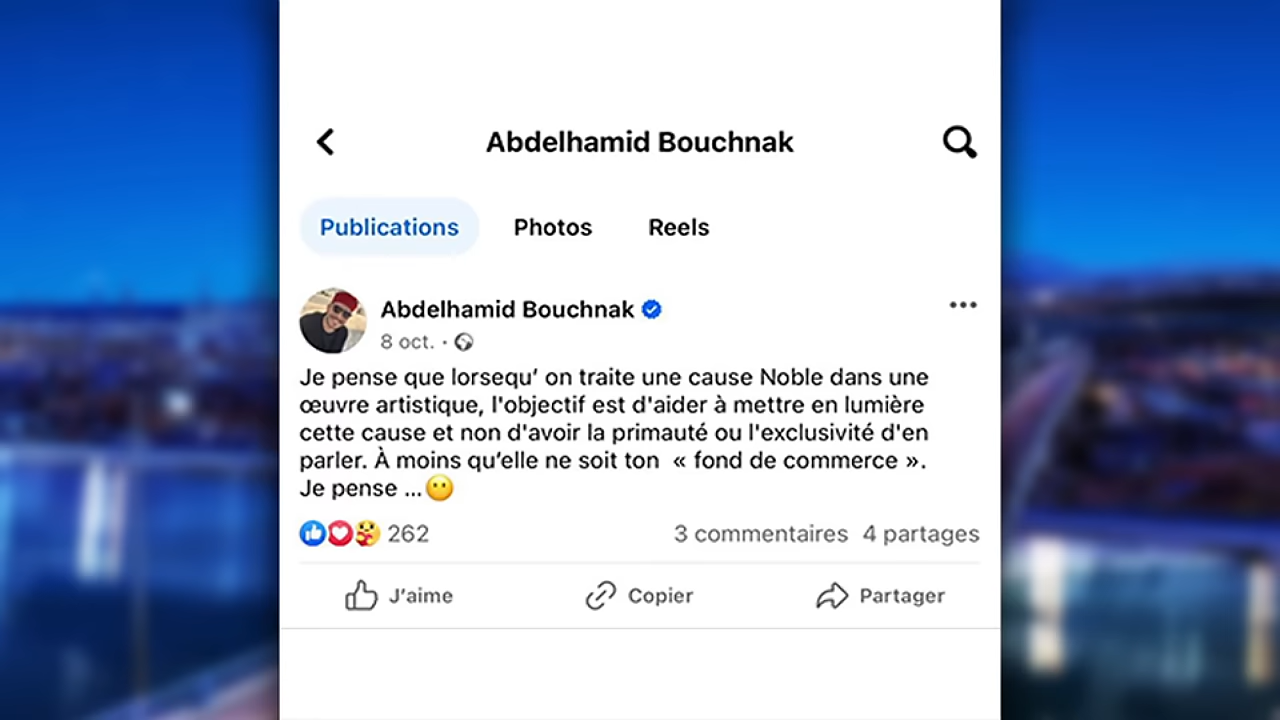 Abdelhamid Bouchnak
Publications Photos Reels
Abdelhamid Bouchnak
8 oct. ·
Je pense que lorsequ’ on traite une cause Noble dans une
œuvre artistique, l'objectif est d'aider à mettre en lumière
cette cause et non d'avoir la primauté ou l'exclusivité d'en
parler. À moins qu’elle ne soit ton « fond de commerce ».
Je pense ...😶
262 3 commentaires 4 partages
J’aime Copier Partager